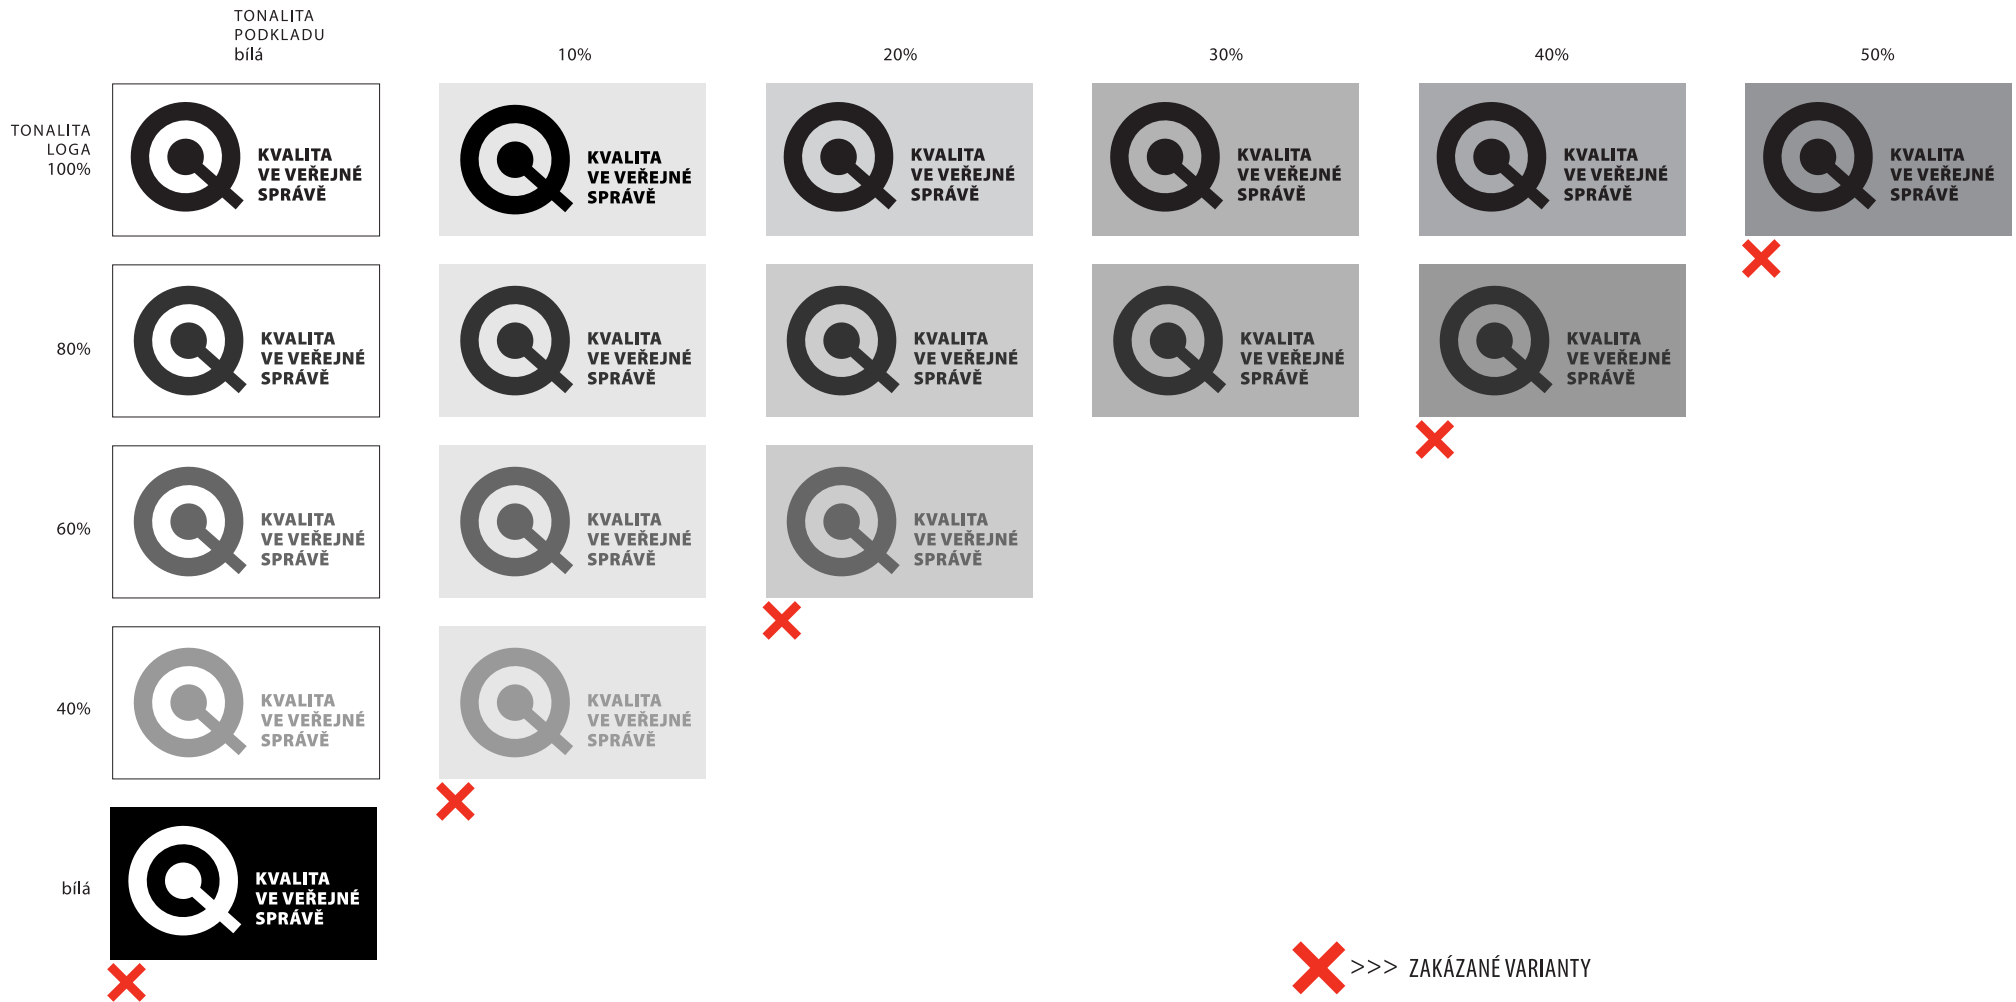 TONALITA
PODKLADU
bílá
10%
20%
30%
40%
50%
TONALITA
LOGA
100%
KVALITA
VE VEŘEJNÉ
SPRÁVĚ
KVALITA
VE VEŘEJNÉ
SPRÁVĚ
KVALITA
VE VEŘEJNÉ
SPRÁVĚ
KVALITA
VE VEŘEJNÉ
SPRÁVĚ
KVALITA
VE VEŘEJNÉ
SPRÁVĚ
KVALITA
VE VEŘEJNÉ
SPRÁVĚ
80%
KVALITA
VE VEŘEJNÉ
SPRÁVĚ
KVALITA
VE VEŘEJNÉ
SPRÁVĚ
KVALITA
VE VEŘEJNÉ
SPRÁVĚ
KVALITA
VE VEŘEJNÉ
SPRÁVĚ
KVALITA
VE VEŘEJNÉ
SPRÁVĚ
60%
KVALITA
VE VEŘEJNÉ
SPRÁVĚ
KVALITA
VE VEŘEJNÉ
SPRÁVĚ
KVALITA
VE VEŘEJNÉ
SPRÁVĚ
40%
KVALITA
VE VEŘEJNÉ
SPRÁVĚ
KVALITA
VE VEŘEJNÉ
SPRÁVĚ
bílá
KVALITA
VE VEŘEJNÉ
SPRÁVĚ
>>> ZAKÁZANÉ VARIANTY